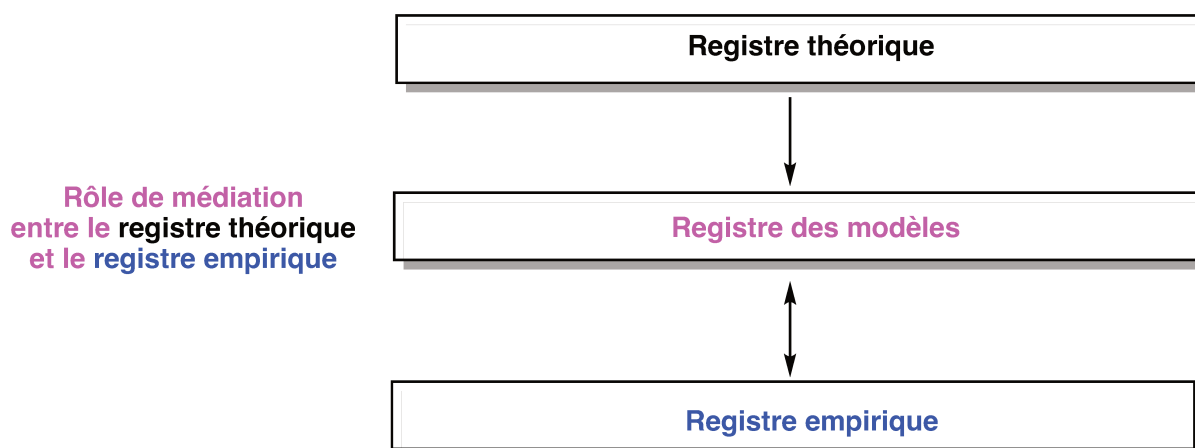 Registre théorique
Rôle de médiation
entre le registre théorique
et le registre empirique
Registre des modèles
Registre empirique